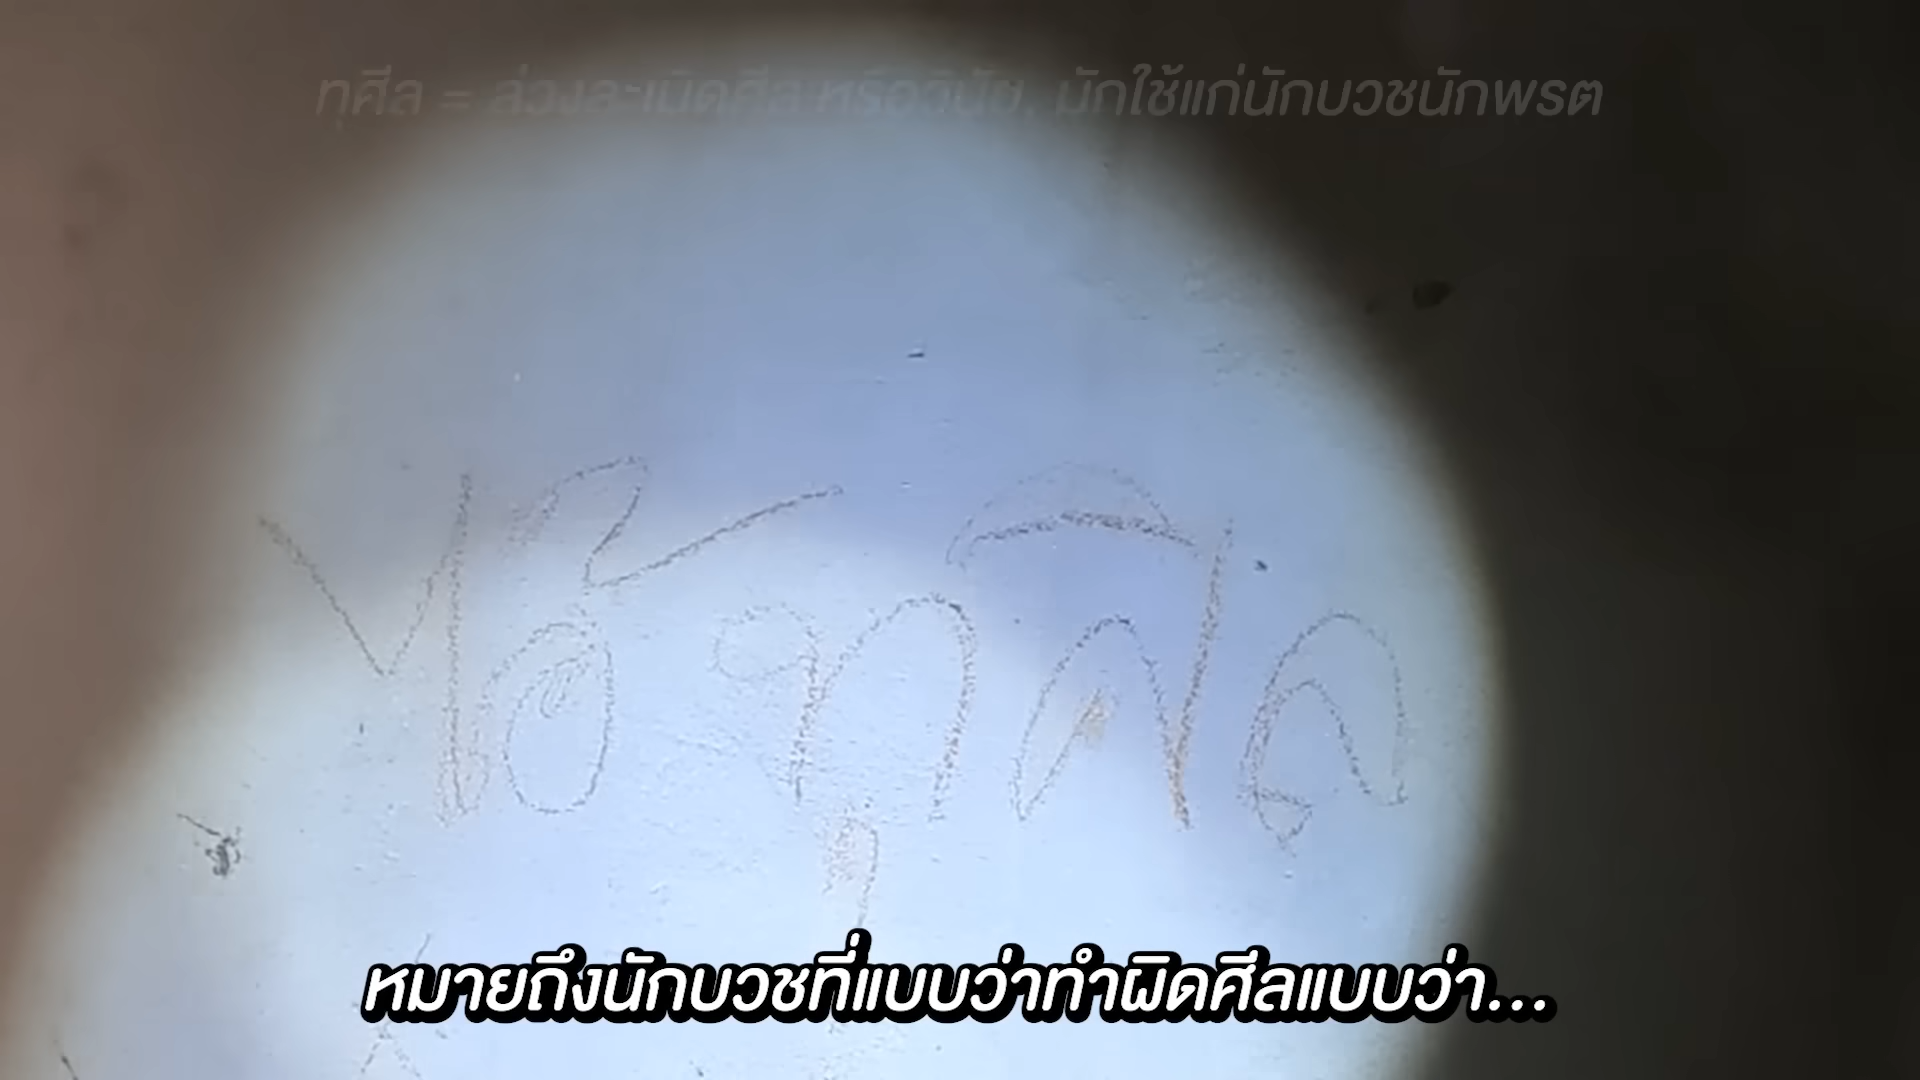 ทุศีล = ล่วงละเมิดศีลหรือวินัย, มักใช้แก่นักบวชนักพรต
ไอ้ทุสิล
หมายถึงนักบวชที่แบบว่าทำผิดศีลแบบว่า...